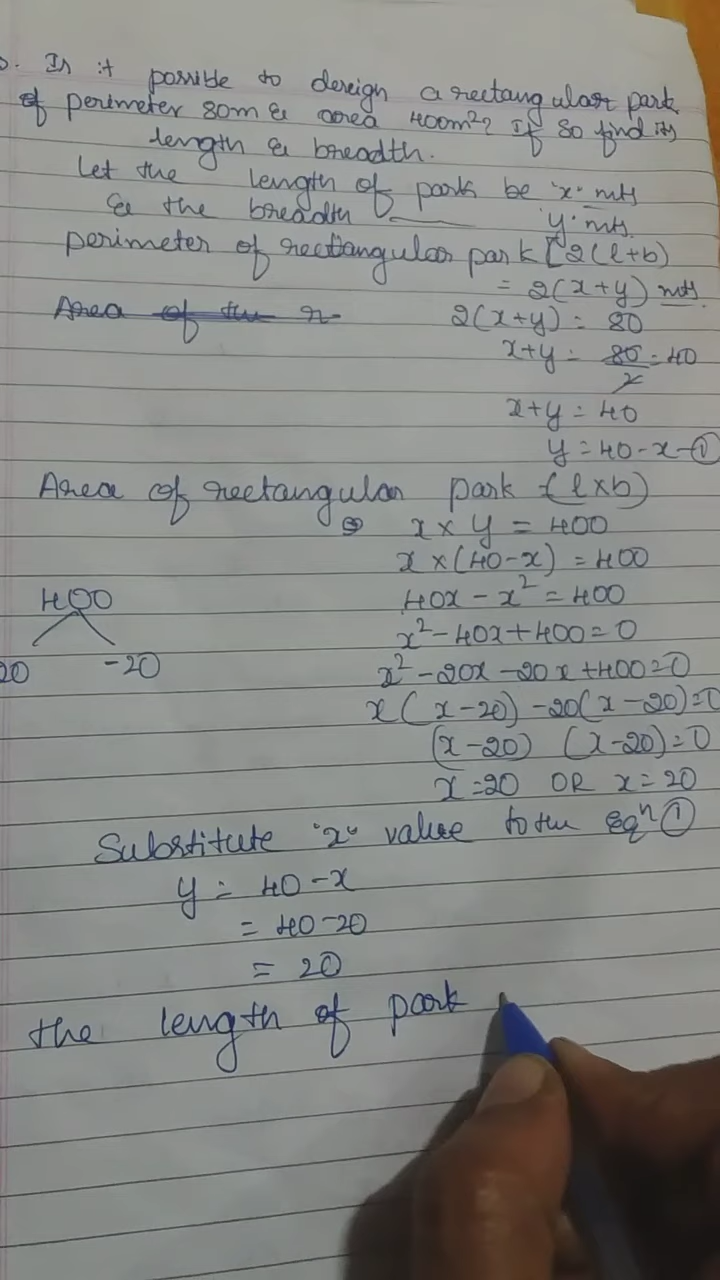 . Is it possible to design a rectangular park
of perimeter 80m & area 400m²? If so find its
length & breadth.
Let the length of park be "x" mts
& the breadth ___ "y" mts.
perimeter of rectangular park [2(l+b)
= 2(x+y) mts
Area of the r
2(x+y) = 80
x+y = 80/2 = 40
x+y = 40
y = 40-x-①
Area of rectangular park = (l×b)
x × y = 400
x × (40-x) = 400
40x - x² = 400
400
x² - 40x + 400 = 0
20 -20
x² - 20x - 20x + 400 = 0
x(x-20) - 20(x-20) = 0
(x-20) (x-20) = 0
x = 20 OR x = 20
Substitute "x" value to the eqⁿ ①
y = 40 - x
= 40-20
= 20
the length of park